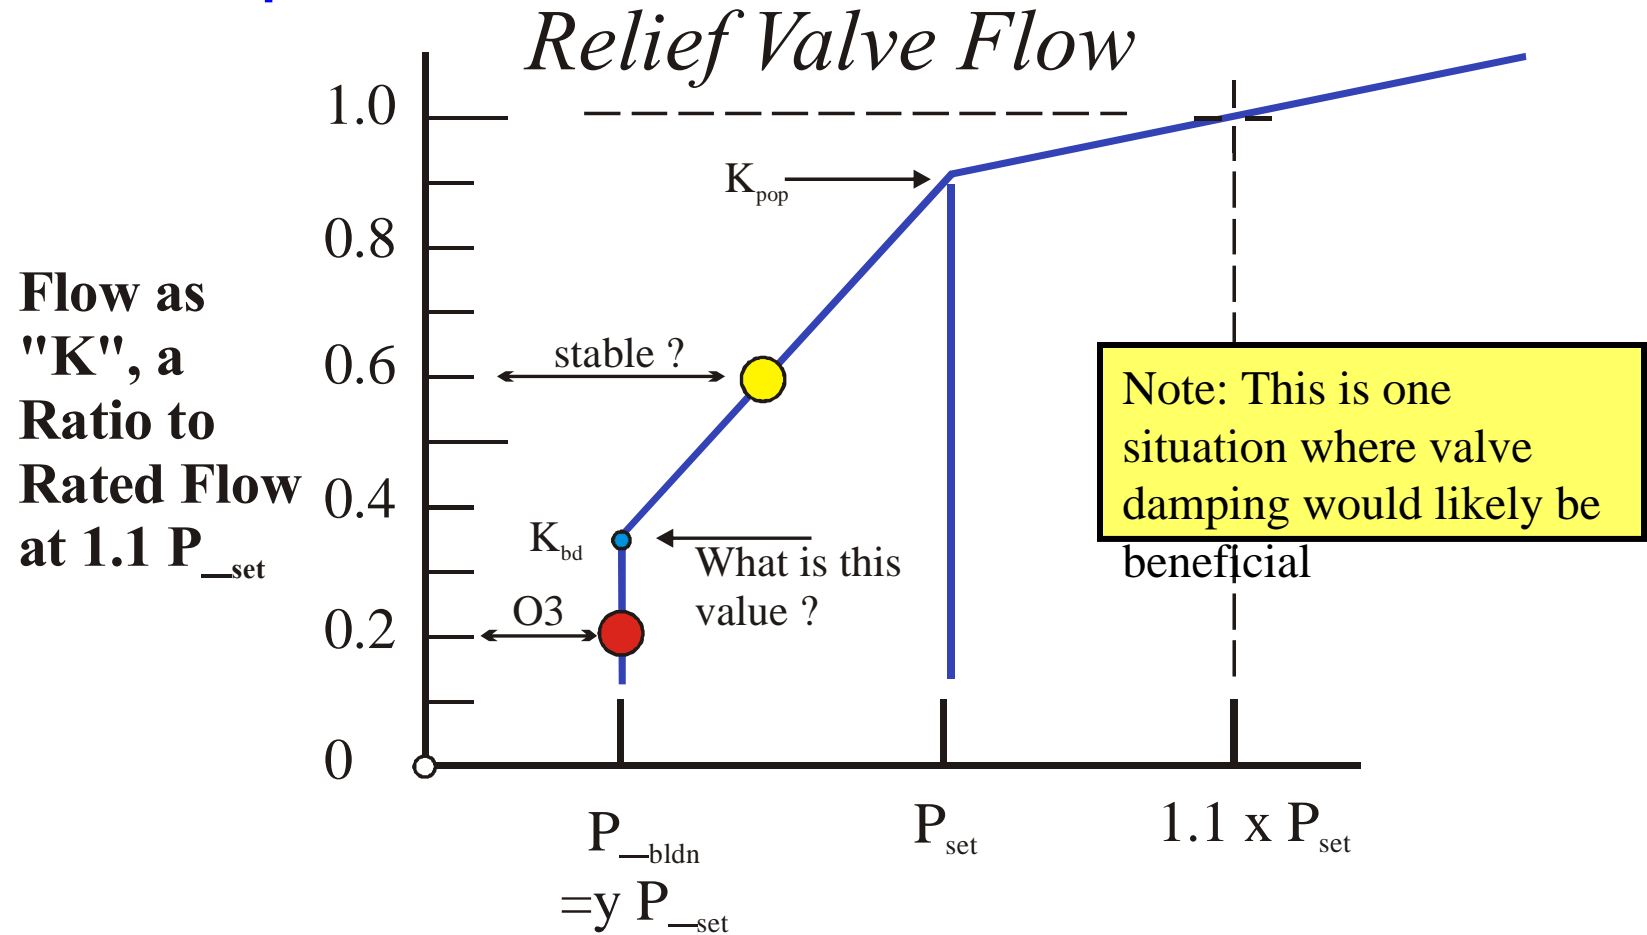 Relief Valve Flow
1.0
K pop
0.8
Flow as
"K", a
Ratio to
Rated Flow
at 1.1 P_set
stable ?
0.6
Note: This is one
situation where valve
damping would likely be
beneficial
0.4
K bd
What is this
value ?
O3
0.2
0
P_bldn
=y P_set
P set
1.1 x P set